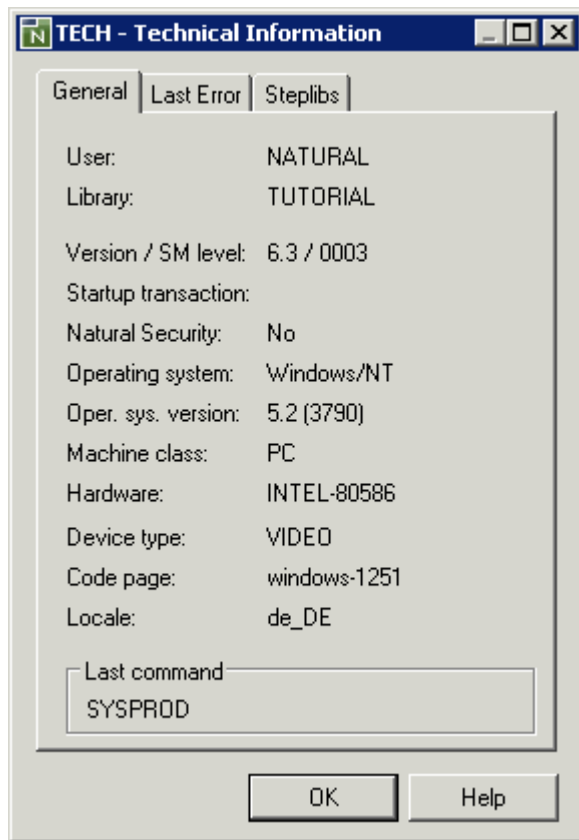 TECH - Technical Information
General Last Error Steplibs
User: NATURAL
Library: TUTORIAL
Version / SM level: 6.3 / 0003
Startup transaction:
Natural Security: No
Operating system: Windows/NT
Oper. sys. version: 5.2 (3790)
Machine class: PC
Hardware: INTEL-80586
Device type: VIDEO
Code page: windows-1251
Locale: de_DE
Last command
SYSPROD
OK Help